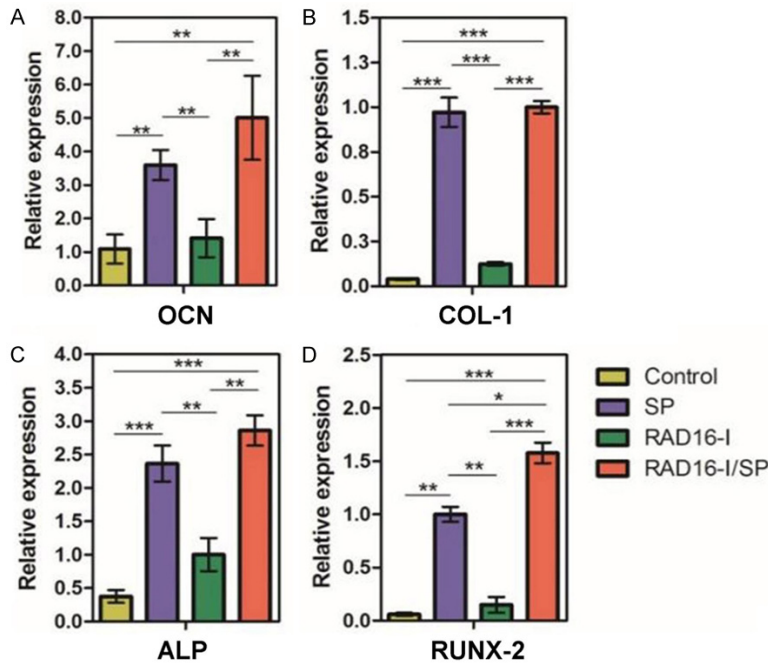 A
Relative expression
8.0
7.0
6.0
5.0
4.0
3.0
2.0
1.0
0.0
**
**
**
**
OCN
B
Relative expression
1.5
1.0
0.8
0.5
0.3
0.0
***
***
***
***
COL-1
C
Relative expression
4.0
3.5
3.0
2.5
2.0
1.5
1.0
0.5
0.0
***
**
**
***
ALP
D
Relative expression
2.5
2.0
1.5
1.0
0.5
0.0
***
*
***
**
**
RUNX-2
Control
SP
RAD16-I
RAD16-I/SP